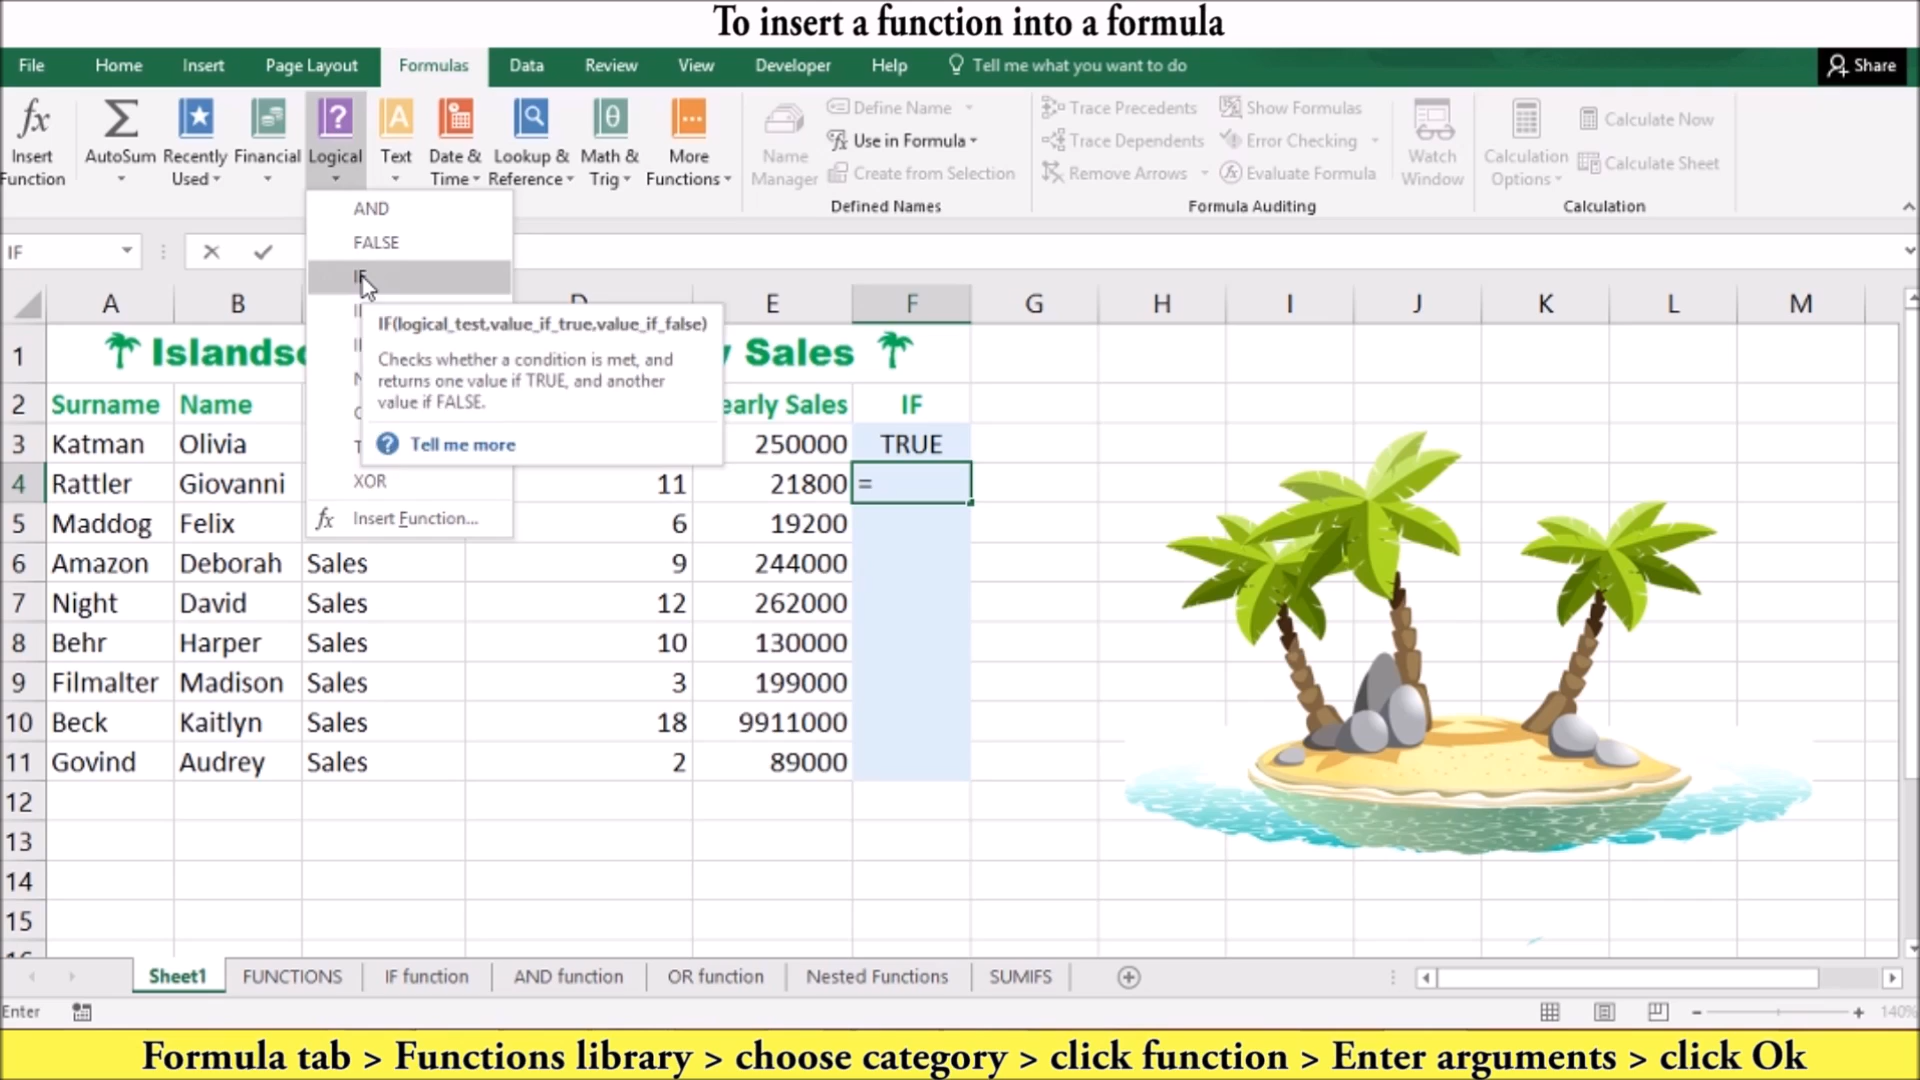 To insert a function into a formula
File Home Insert Page Layout Formulas Data Review View Developer Help Tell me what you want to do Share
fx Insert Function
Σ AutoSum
Recently Used
Financial
? Logical
A Text
Date & Time
Lookup & Reference
θ Math & Trig
More Functions
Name Manager
Define Name
Use in Formula
Create from Selection
Defined Names
Trace Precedents
Trace Dependents
Remove Arrows
Show Formulas
Error Checking
fx Evaluate Formula
Formula Auditing
Watch Window
Calculation Options
Calculate Now
Calculate Sheet
Calculation
IF
AND
FALSE
IF
XOR
fx Insert Function...
IF(logical_test,value_if_true,value_if_false)
Checks whether a condition is met, and
returns one value if TRUE, and another
value if FALSE.
? Tell me more
A B D E F G H I J K L M
1 Sales
2 Surname Name Sales IF
3 Katman Olivia 250000 TRUE
4 Rattler Giovanni 11 21800 =
5 Maddog Felix 6 19200
6 Amazon Deborah Sales 9 244000
7 Night David Sales 12 262000
8 Behr Harper Sales 10 130000
9 Filmalter Madison Sales 3 199000
10 Beck Kaitlyn Sales 18 9911000
11 Govind Audrey Sales 2 89000
12
13
14
15
Sheet1 FUNCTIONS IF function AND function OR function Nested Functions SUMIFS
Enter 140%
Formula tab > Functions library > choose category > click function > Enter arguments > click Ok